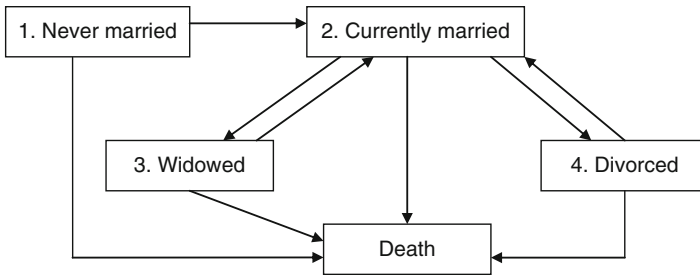 1. Never married
2. Currently married
3. Widowed
4. Divorced
Death